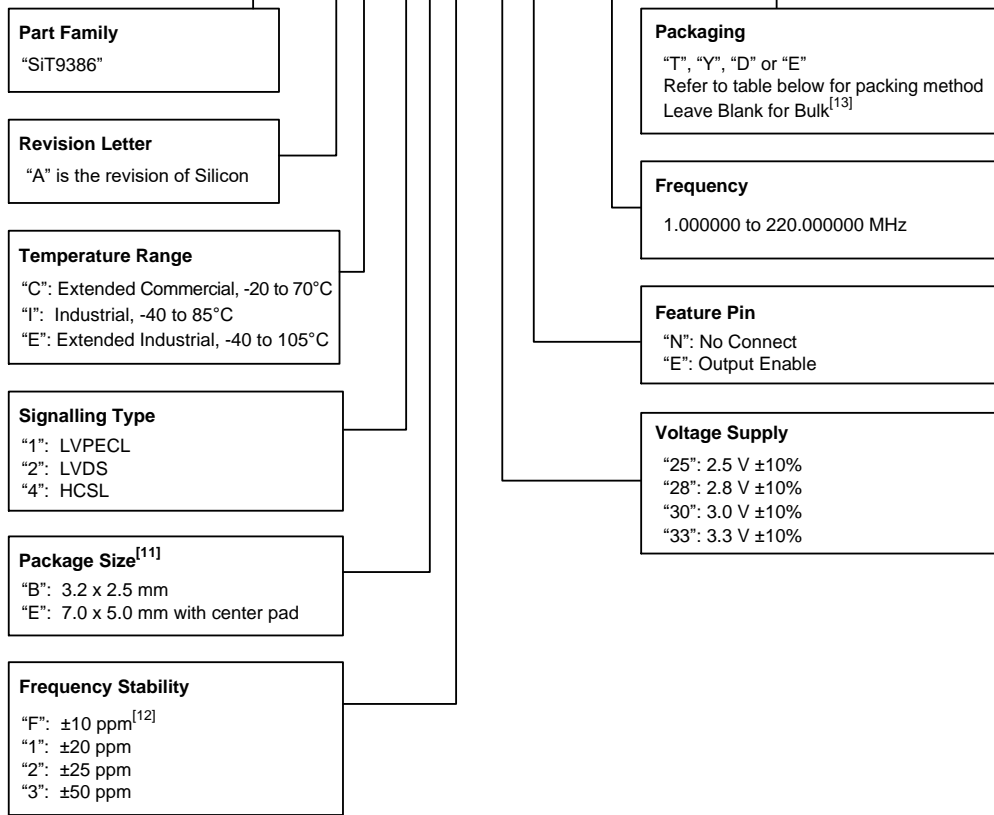 Part Family
“SiT9386”
Revision Letter
“A” is the revision of Silicon
Temperature Range
“C”: Extended Commercial, -20 to 70°C
“I”: Industrial, -40 to 85°C
“E”: Extended Industrial, -40 to 105°C
Signalling Type
“1”: LVPECL
“2”: LVDS
“4”: HCSL
Package Size[11]
“B”: 3.2 x 2.5 mm
“E”: 7.0 x 5.0 mm with center pad
Frequency Stability
“F”: ±10 ppm[12]
“1”: ±20 ppm
“2”: ±25 ppm
“3”: ±50 ppm
Packaging
“T”, “Y”, “D” or “E”
Refer to table below for packing method
Leave Blank for Bulk[13]
Frequency
1.000000 to 220.000000 MHz
Feature Pin
“N”: No Connect
“E”: Output Enable
Voltage Supply
“25”: 2.5 V ±10%
“28”: 2.8 V ±10%
“30”: 3.0 V ±10%
“33”: 3.3 V ±10%